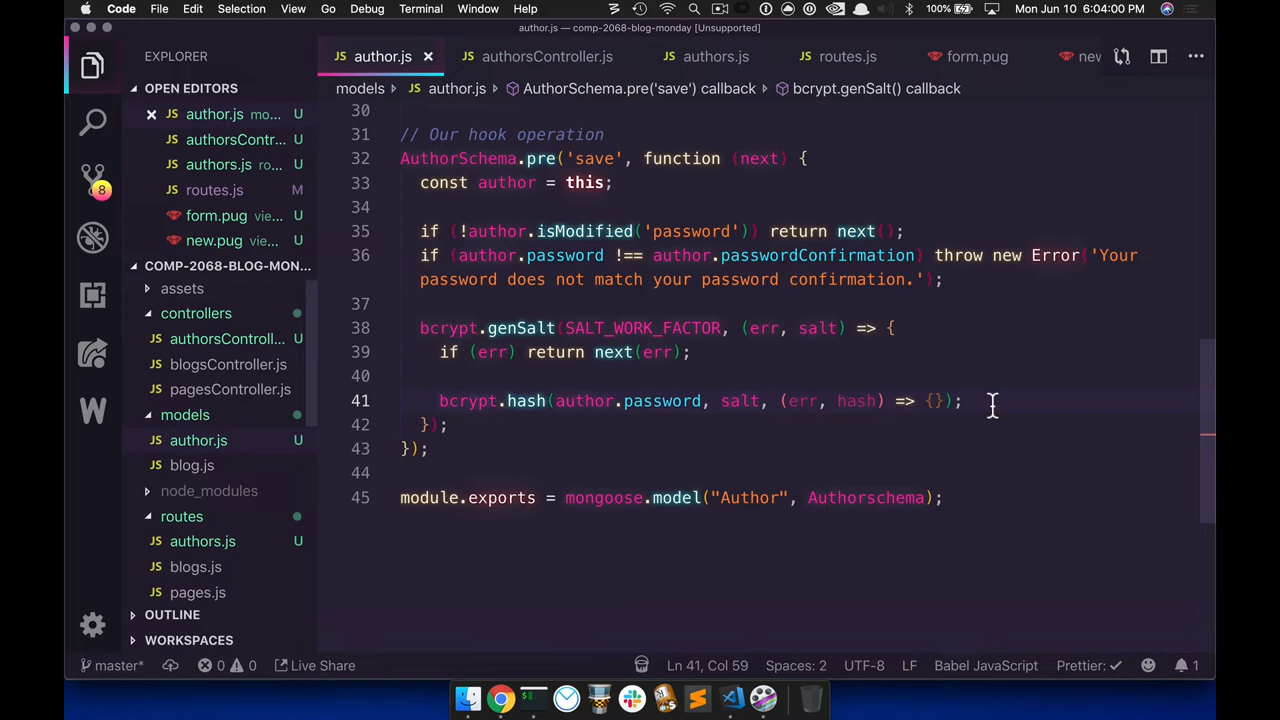 Code File Edit Selection View Go Debug Terminal Window Help 100% Mon Jun 10 6:04:00 PM
author.js — comp-2068-blog-monday [Unsupported]
EXPLORER
OPEN EDITORS
author.js mo... U
authorsContr... U
authors.js ro... U
routes.js M
form.pug vie... U
new.pug vie... U
COMP-2068-BLOG-MON...
assets
controllers
authorsControll... U
blogsController.js
pagesController.js
models
author.js U
blog.js
node_modules
routes
authors.js U
blogs.js
pages.js
OUTLINE
WORKSPACES
JS author.js JS authorsController.js JS authors.js JS routes.js form.pug new
models JS author.js AuthorSchema.pre('save') callback bcrypt.genSalt() callback
30
31 // Our hook operation
32 AuthorSchema.pre('save', function (next) {
33 const author = this;
34
35 if (!author.isModified('password')) return next();
36 if (author.password !== author.passwordConfirmation) throw new Error('Your
password does not match your password confirmation.');
37
38 bcrypt.genSalt(SALT_WORK_FACTOR, (err, salt) => {
39 if (err) return next(err);
40
41 bcrypt.hash(author.password, salt, (err, hash) => {});
42 });
43 });
44
45 module.exports = mongoose.model("Author", Authorschema);
8
master* 0 0 Live Share Ln 41, Col 59 Spaces: 2 UTF-8 LF Babel JavaScript Prettier: ✓ 1